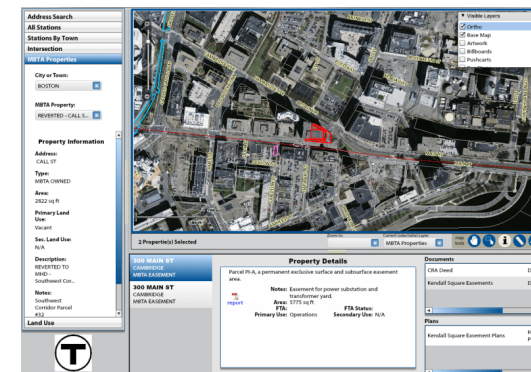 Address Search
All Stations
Stations By Town
Intersection
MBTA Properties
City or Town:
BOSTON
MBTA Property:
REVERTED - CALL S...
Property Information
Address:
CALL ST
Type:
MBTA OWNED
Area:
2822 sq ft
Primary Land
Use:
Vacant
Sec. Land Use:
N/A
Description:
REVERTED TO
MHD -
Southwest Cor...
Notes:
Southwest
Corridor Parcel
#32
Land Use
T
Visible Layers
Ortho
Base Map
Artwork
Billboards
Pushcarts
2 Propertie(s) Selected
Zoom to:
Current (selectable) Layer:
MBTA Properties
300 MAIN ST
CAMBRIDGE
MBTA EASEMENT
300 MAIN ST
CAMBRIDGE
MBTA EASEMENT
Property Details
Parcel PI-A, a permanent exclusive surface and subsurface easement
area.
report
Notes: Easement for power substation and
transformer yard.
Area: 5775 sq ft
FTA: FTA Status:
Primary Use: Operations Secondary Use: N/A
Documents
CRA Deed D
Kendall Square Easements D
Plans
Kendall Square Easement Plans